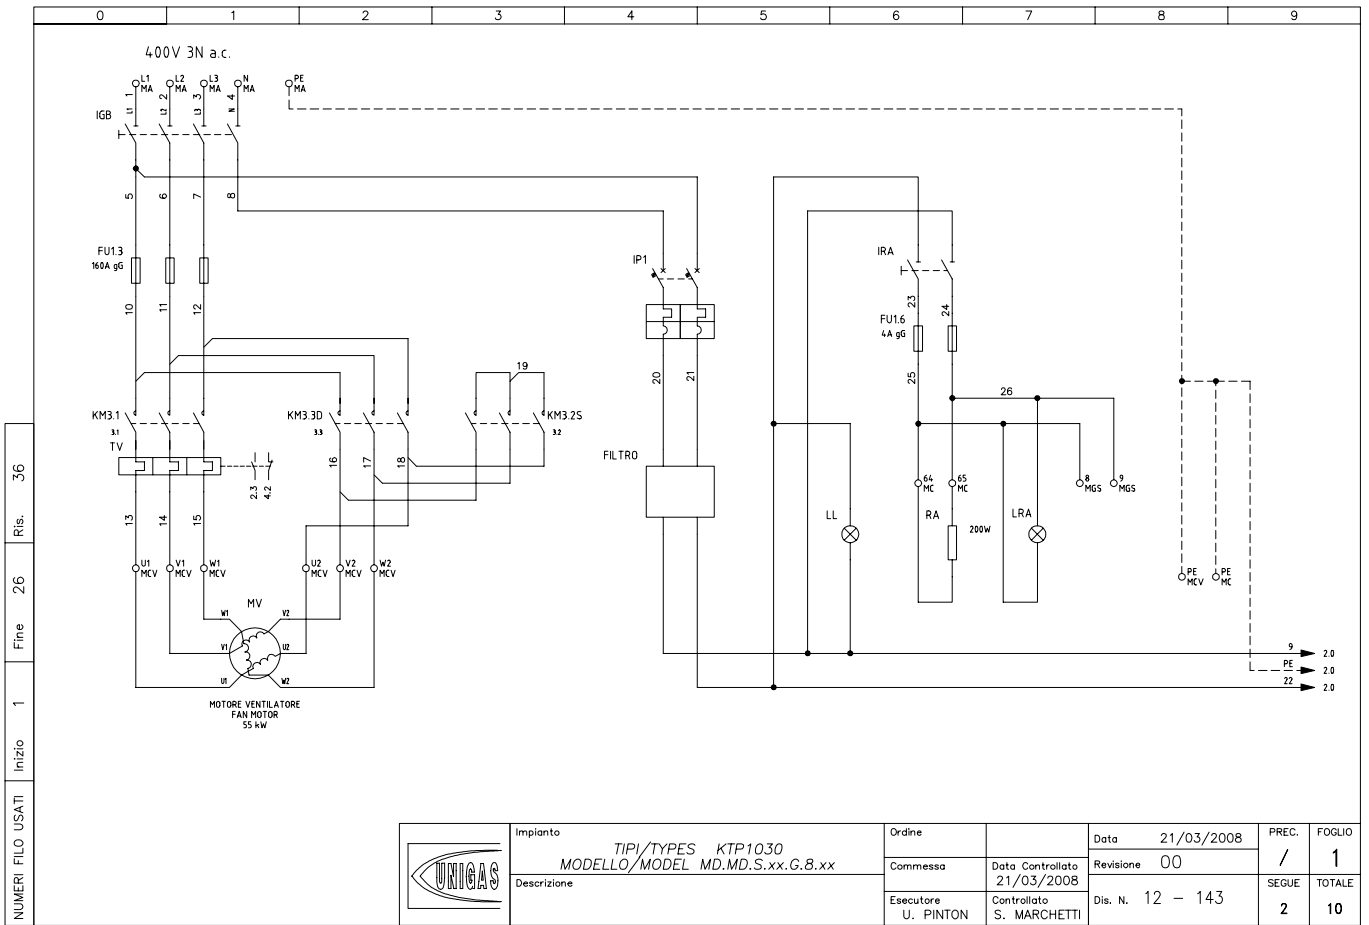 0 1 2 3 4 5 6 7 8 9
400V 3N a.c.
L1 MA
L2 MA
L3 MA
N MA
PE MA
1 2 3 4
L1 L2 L3 N
IGB
5 6 7 8
FU1.3
160A gG
10 11 12
IP1
IRA
23 24
FU1.6
4A gG
25
26
20 21
19
KM3.1
3.1
KM3.3D
3.3
KM3.2S
3.2
TV
2.3 4.2
16 17 18
FILTRO
64 MC
65 MC
8 MGS
9 MGS
13 14 15
LL
RA
200W
LRA
U1 MCV
V1 MCV
W1 MCV
U2 MCV
V2 MCV
W2 MCV
PE MCV
PE MC
MV
W1 V2
V1 U2
U1 W2
MOTORE VENTILATORE
FAN MOTOR
55 kW
9 2.0
PE 2.0
22 2.0
NUMERI FILO USATI Inizio 1 Fine 26 Ris. 36
UNIGAS
Impianto
TIPI/TYPES KTP1030
MODELLO/MODEL MD.MD.S.xx.G.8.xx
Descrizione
Ordine
Commessa
Esecutore
U. PINTON
Data Controllato
21/03/2008
Controllato
S. MARCHETTI
Data 21/03/2008
Revisione 00
Dis. N. 12 - 143
PREC.
/
FOGLIO
1
SEGUE
2
TOTALE
10